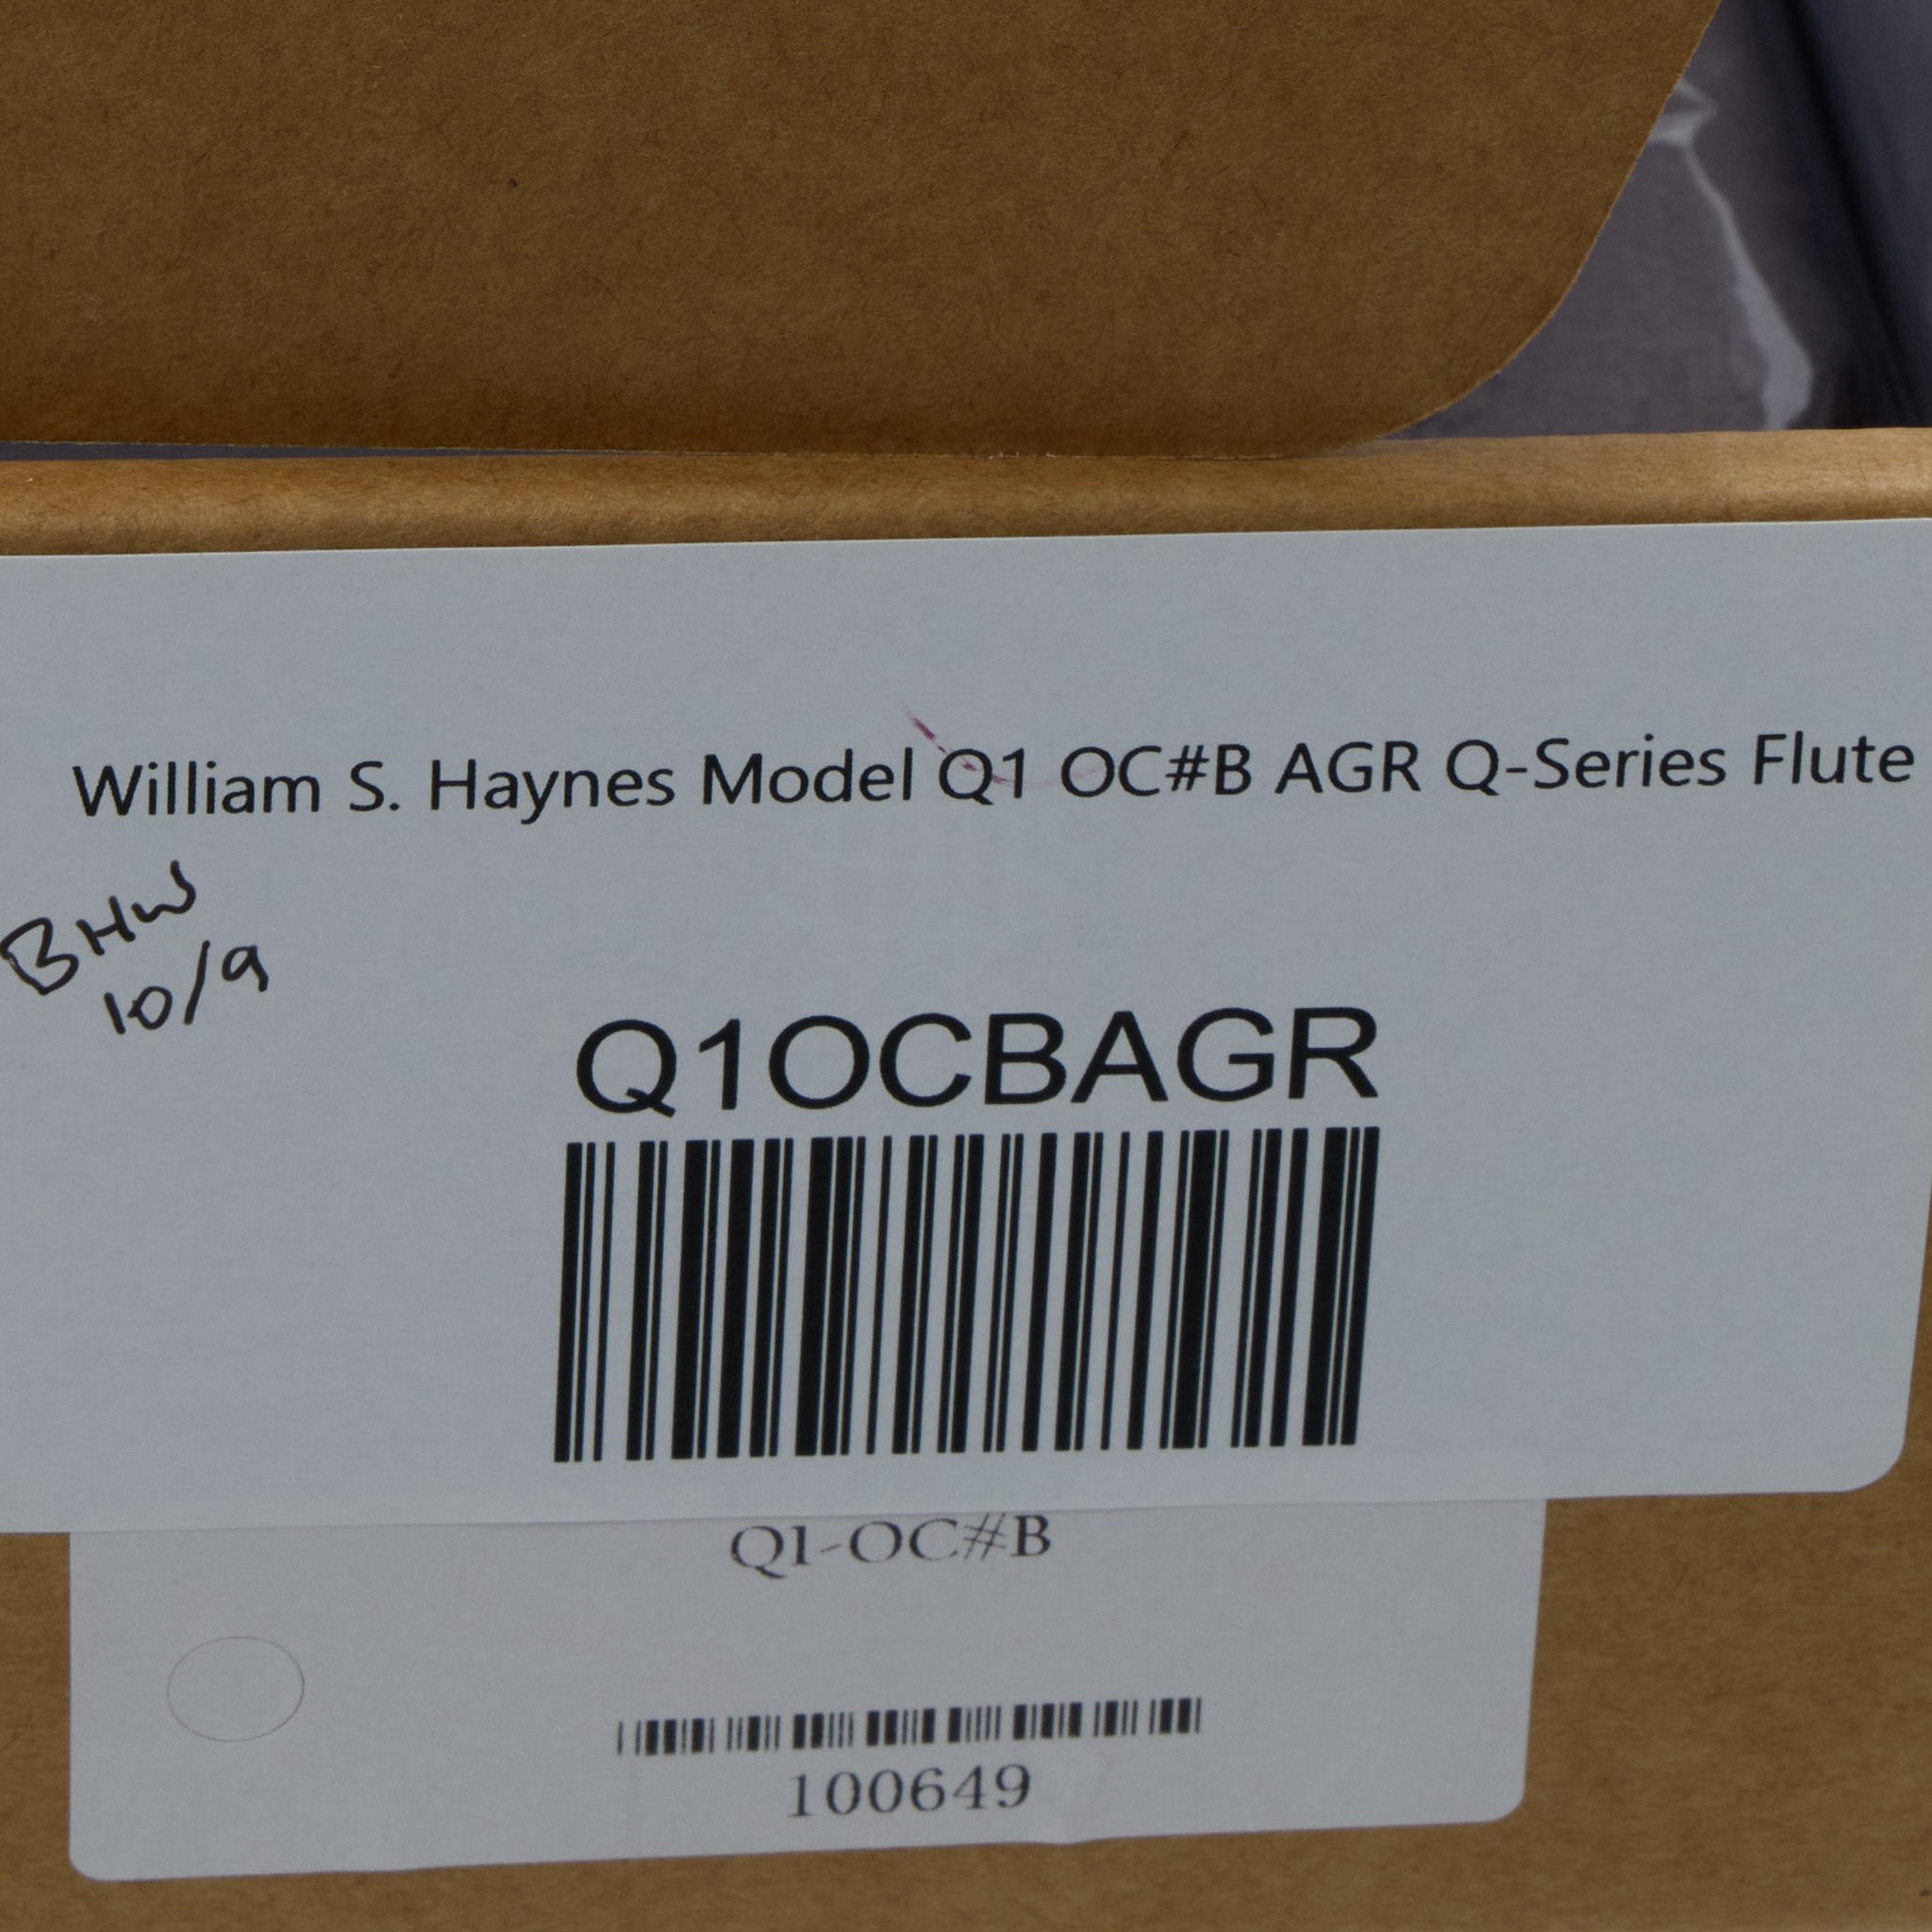 William S. Haynes Model Q1 OC#B AGR Q-Series Flute
BHW
10/9
Q1OCBAGR
Q1-OC#B
100649